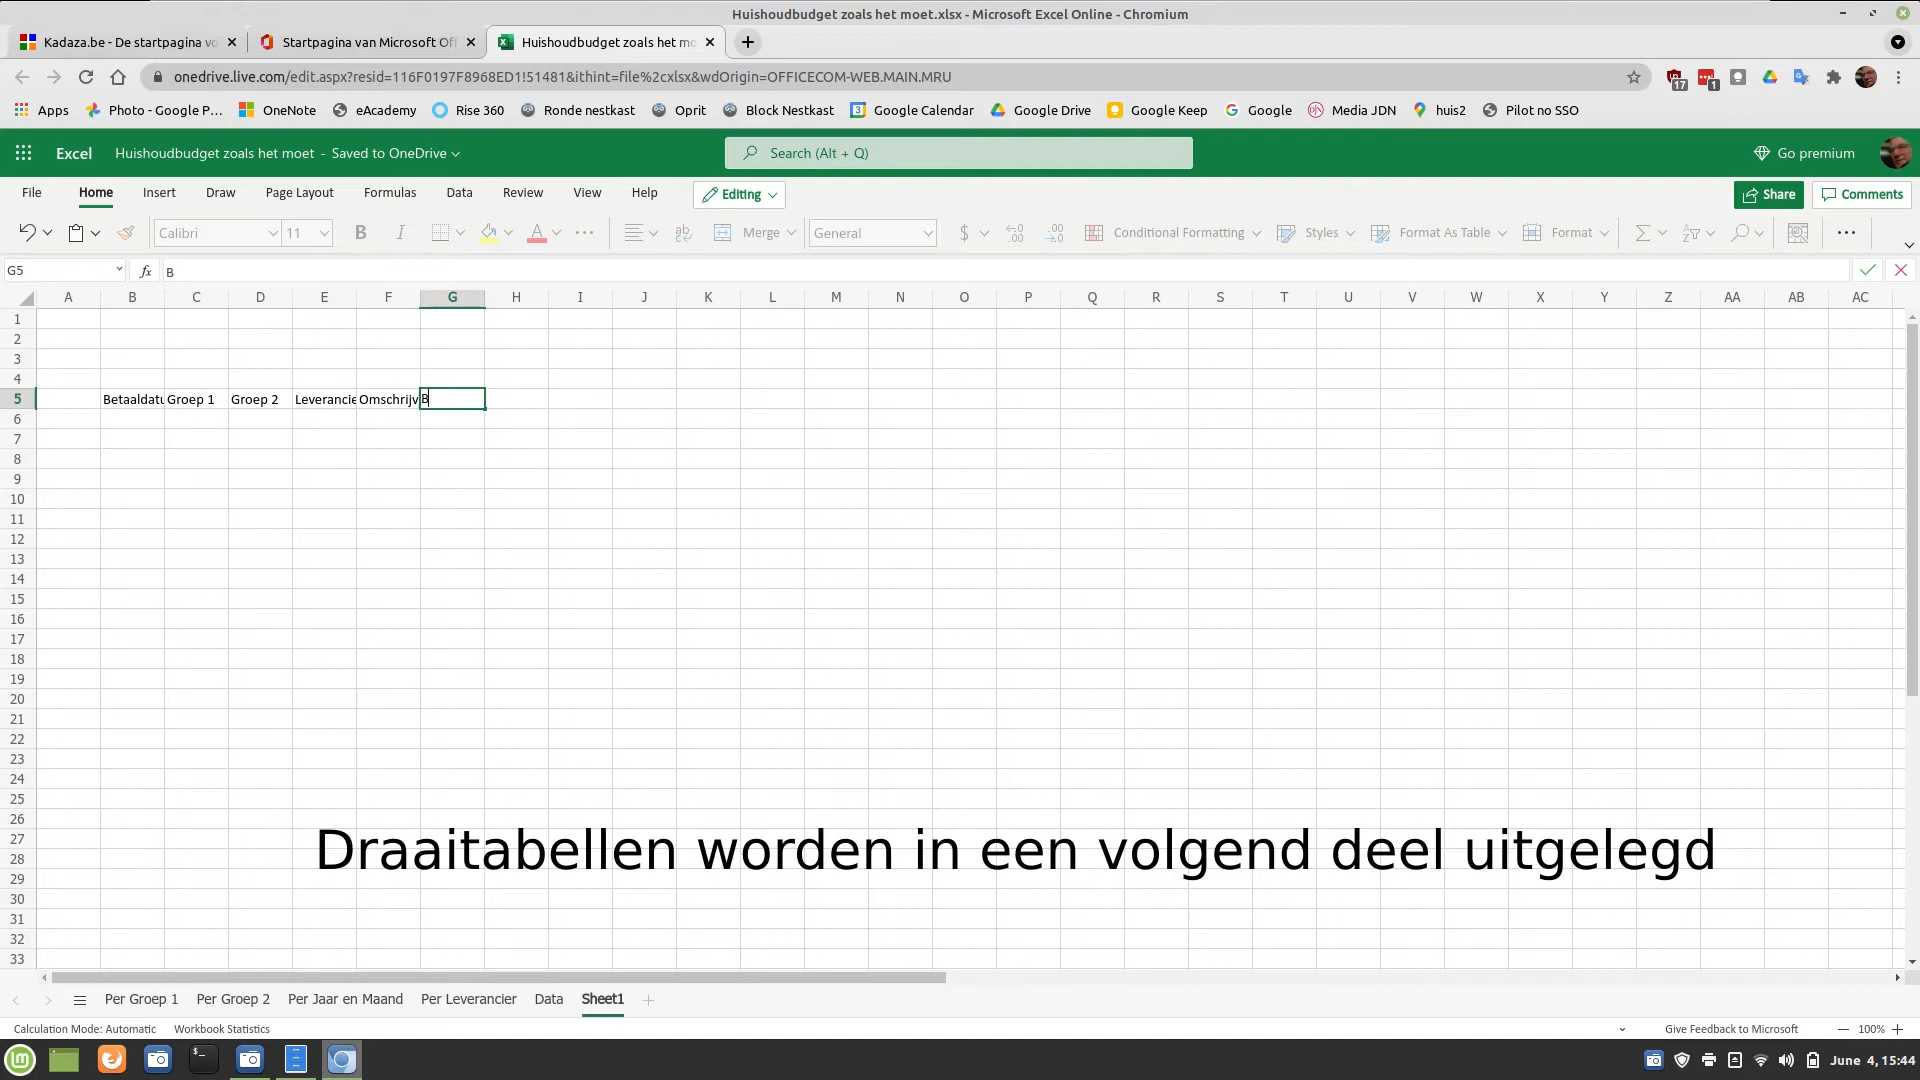 Huishoudbudget zoals het moet.xlsx - Microsoft Excel Online - Chromium
Kadaza.be - De startpagina vo
Startpagina van Microsoft Off
Huishoudbudget zoals het mo
onedrive.live.com/edit.aspx?resid=116F0197F8968ED1!51481&ithint=file%2cxlsx&wdOrigin=OFFICECOM-WEB.MAIN.MRU
17 1
Apps Photo - Google P... OneNote eAcademy Rise 360 Ronde nestkast Oprit Block Nestkast Google Calendar Google Drive Google Keep Google Media JDN huis2 Pilot no SSO
Excel Huishoudbudget zoals het moet - Saved to OneDrive Search (Alt + Q) Go premium
File Home Insert Draw Page Layout Formulas Data Review View Help Editing Share Comments
Calibri 11 B I A ab Merge General $ .00 .00 Conditional Formatting Styles Format As Table Format
G5 fx B
A B C D E F G H I J K L M N O P Q R S T U V W X Y Z AA AB AC
1
2
3
4
5 Betaaldatu Groep 1 Groep 2 Leverancie Omschrijv B
6
7
8
9
10
11
12
13
14
15
16
17
18
19
20
21
22
23
24
25
26
27
Draaitabellen worden in een volgend deel uitgelegd
28
29
30
31
32
33
Per Groep 1 Per Groep 2 Per Jaar en Maand Per Leverancier Data Sheet1
Calculation Mode: Automatic Workbook Statistics Give Feedback to Microsoft 100%
June 4, 15:44